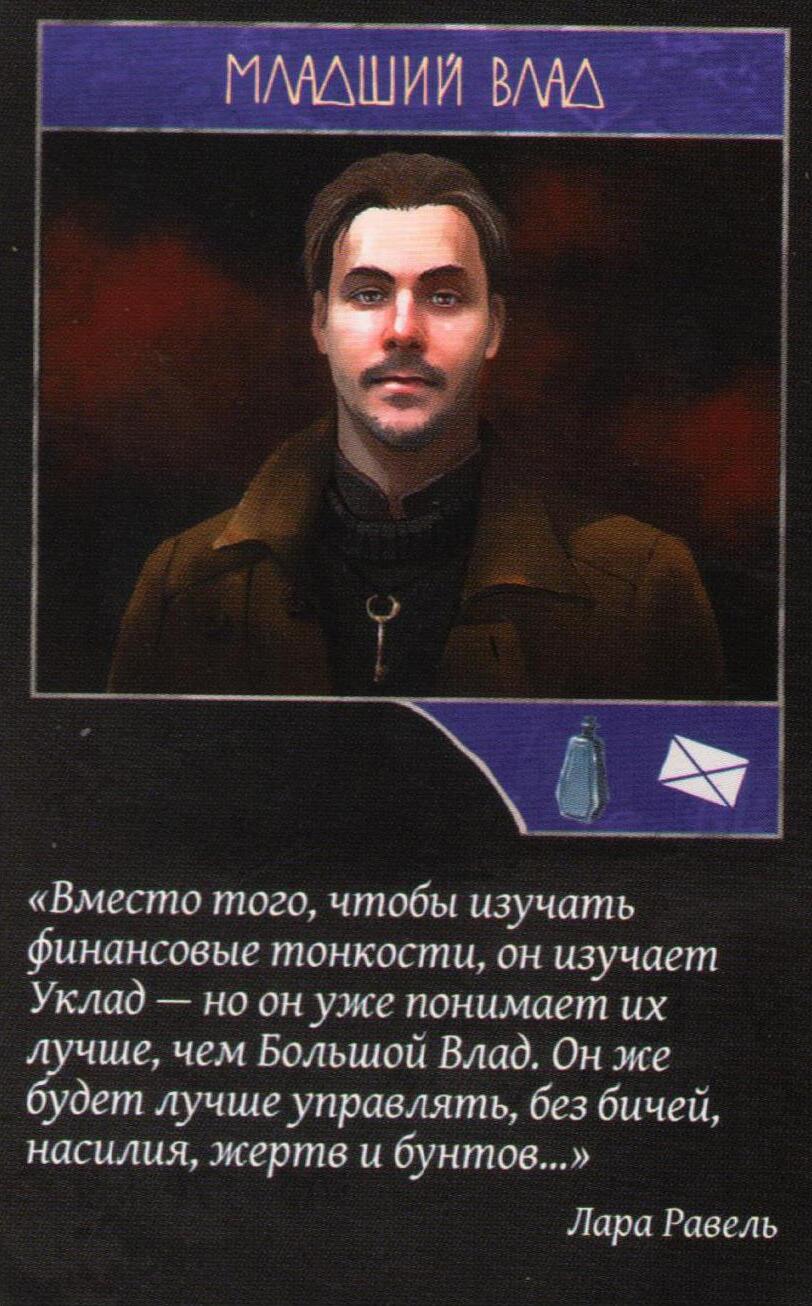 МЛАДШИЙ ВЛАД
«Вместо того, чтобы изучать
финансовые тонкости, он изучает
Уклад — но он уже понимает их
лучше, чем Большой Влад. Он же
будет лучше управлять, без бичей,
насилия, жертв и бунтов...»
Лара Равель